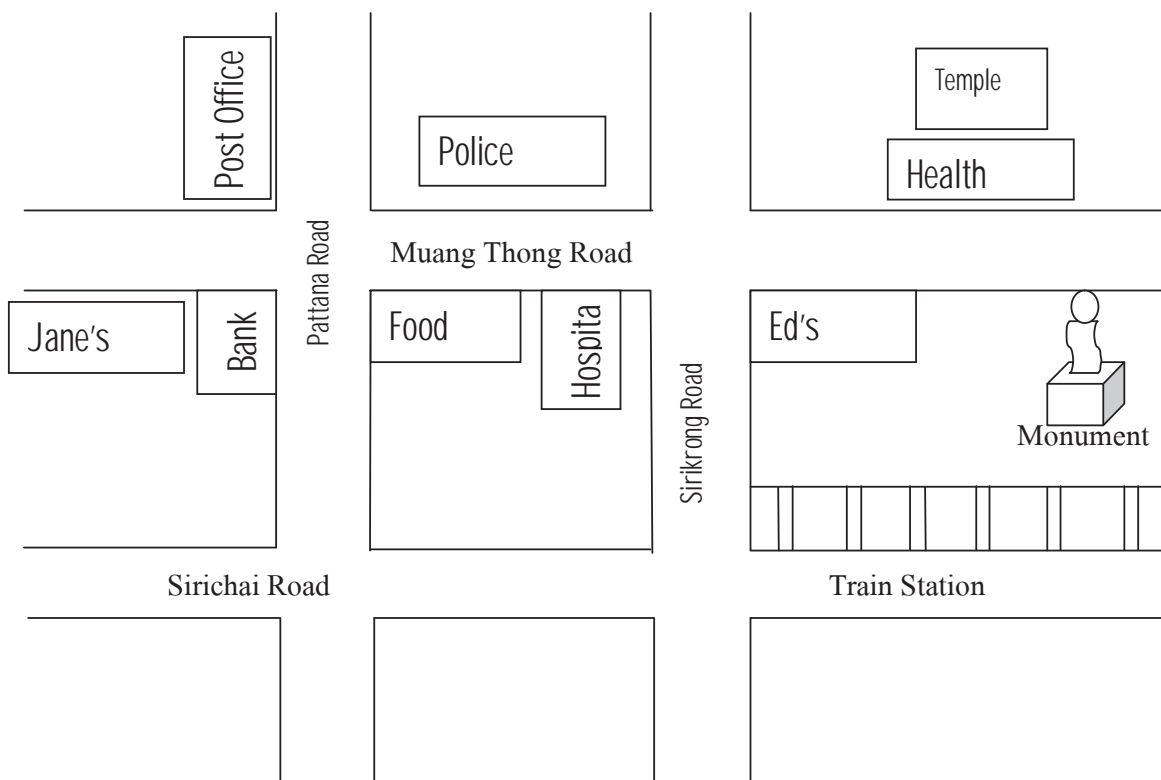 Post Office
Police
Temple
Health
Muang Thong Road
Pattana Road
Jane's
Bank
Food
Hospita
Ed's
Sirikrong Road
Monument
Sirichai Road
Train Station